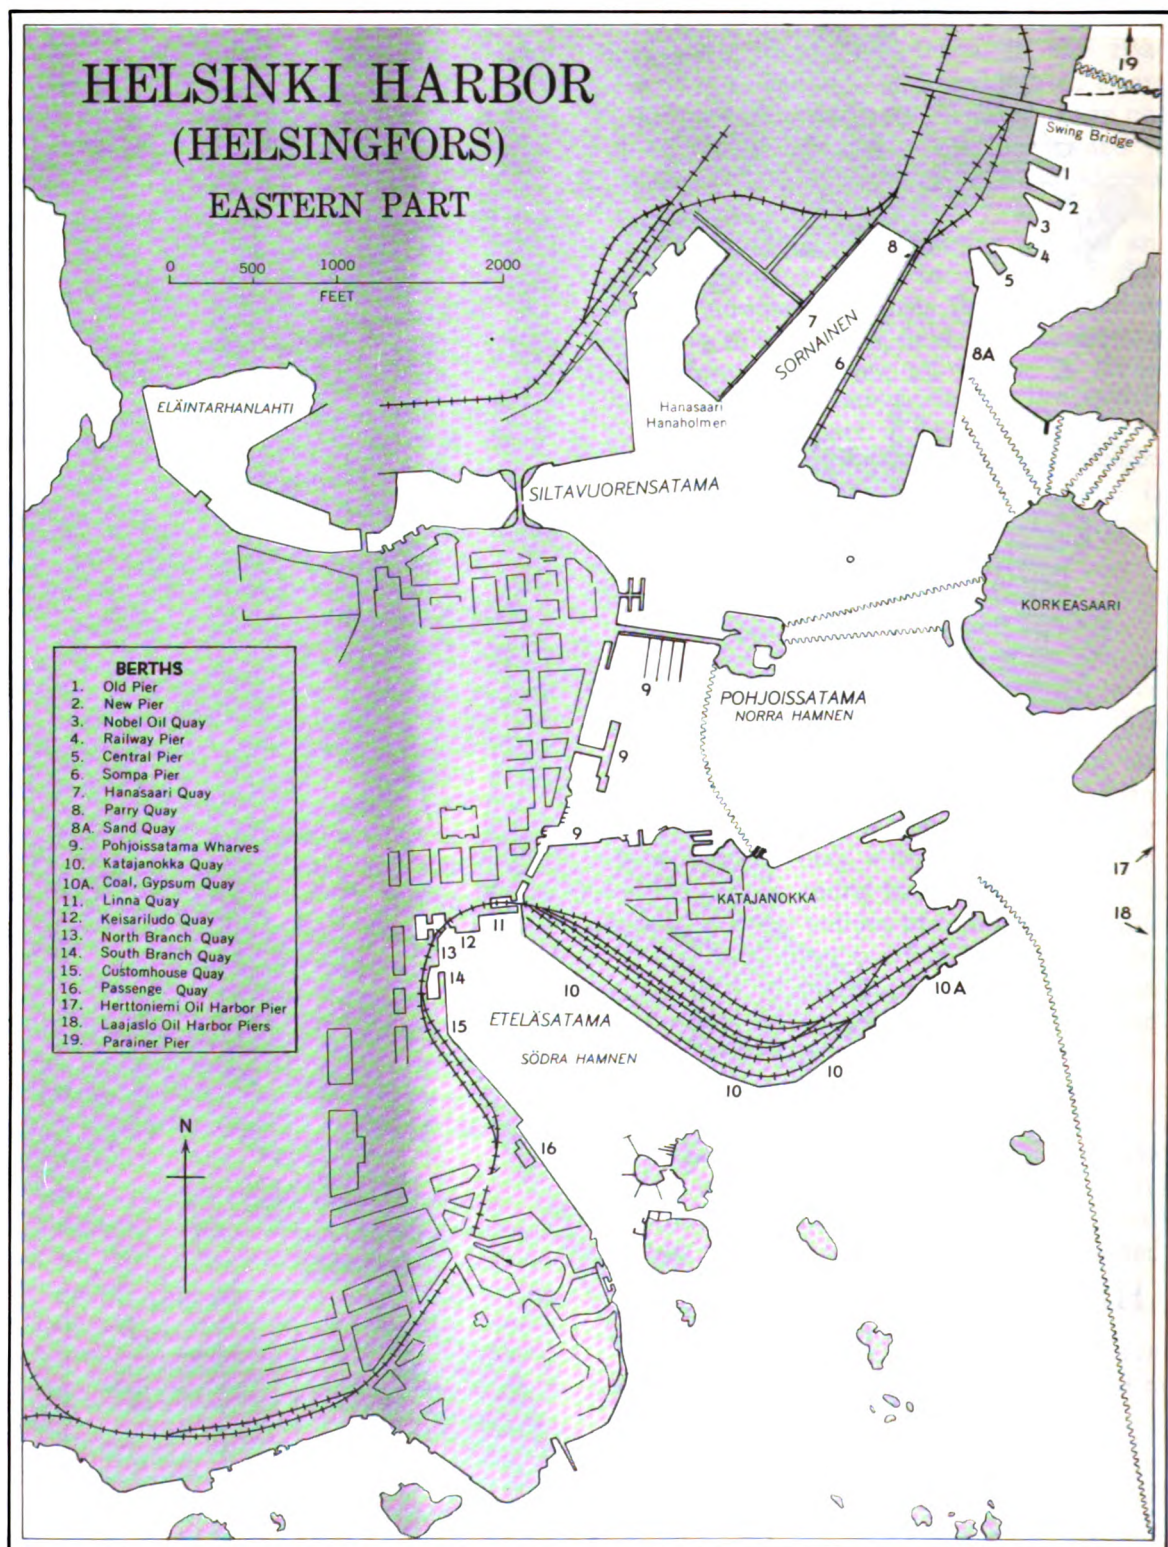 HELSINKI HARBOR
(HELSINGFORS)
EASTERN PART
0 500 1000 2000
FEET
19
Swing Bridge
1
2
3
4
5
8
7
SORNAINEN
6
8A
ELÄINTARHANLAHTI
Hanasaari
Hanaholmen
SILTAVUORENSATAMA
KORKEASAARI
9
POHJOISSATAMA
NORRA HAMNEN
9
9
BERTHS
1. Old Pier
2. New Pier
3. Nobel Oil Quay
4. Railway Pier
5. Central Pier
6. Sompa Pier
7. Hanasaari Quay
8. Parry Quay
8A. Sand Quay
9. Pohjoissatama Wharves
10. Katajanokka Quay
10A. Coal, Gypsum Quay
11. Linna Quay
12. Keisariludo Quay
13. North Branch Quay
14. South Branch Quay
15. Customhouse Quay
16. Passenge Quay
17. Herttoniemi Oil Harbor Pier
18. Laajaslo Oil Harbor Piers
19. Parainer Pier
17
18
KATAJANOKKA
11
12
13
14
15
10
10A
ETELÄSATAMA
SÖDRA HAMNEN
10
10
16
N